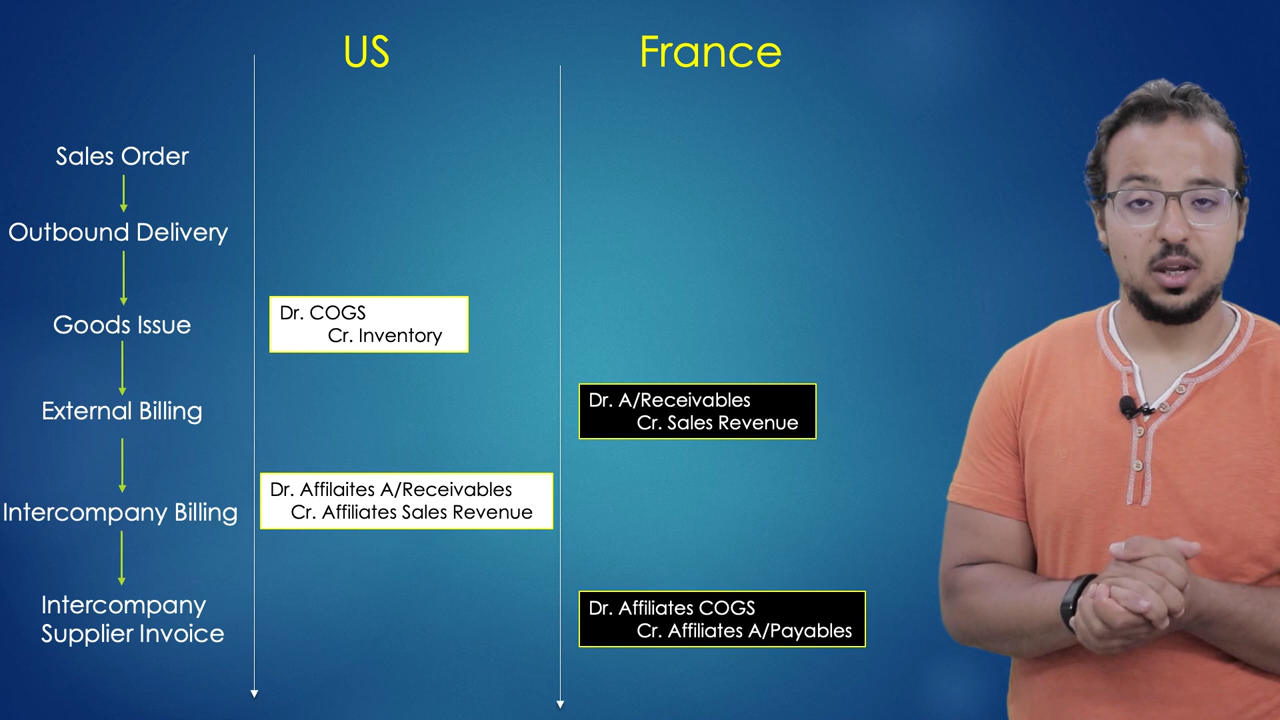 US
France
Sales Order
Outbound Delivery
Goods Issue
Dr. COGS
Cr. Inventory
External Billing
Dr. A/Receivables
Cr. Sales Revenue
Intercompany Billing
Dr. Affilaites A/Receivables
Cr. Affiliates Sales Revenue
Intercompany
Supplier Invoice
Dr. Affiliates COGS
Cr. Affiliates A/Payables